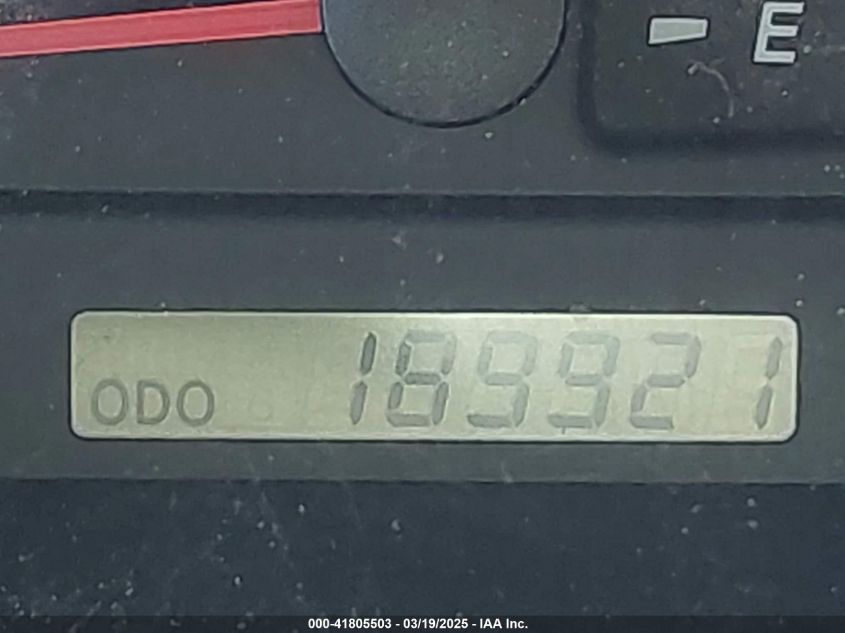 E
ODO 189921
000-41805503 - 03/19/2025 - IAA Inc.